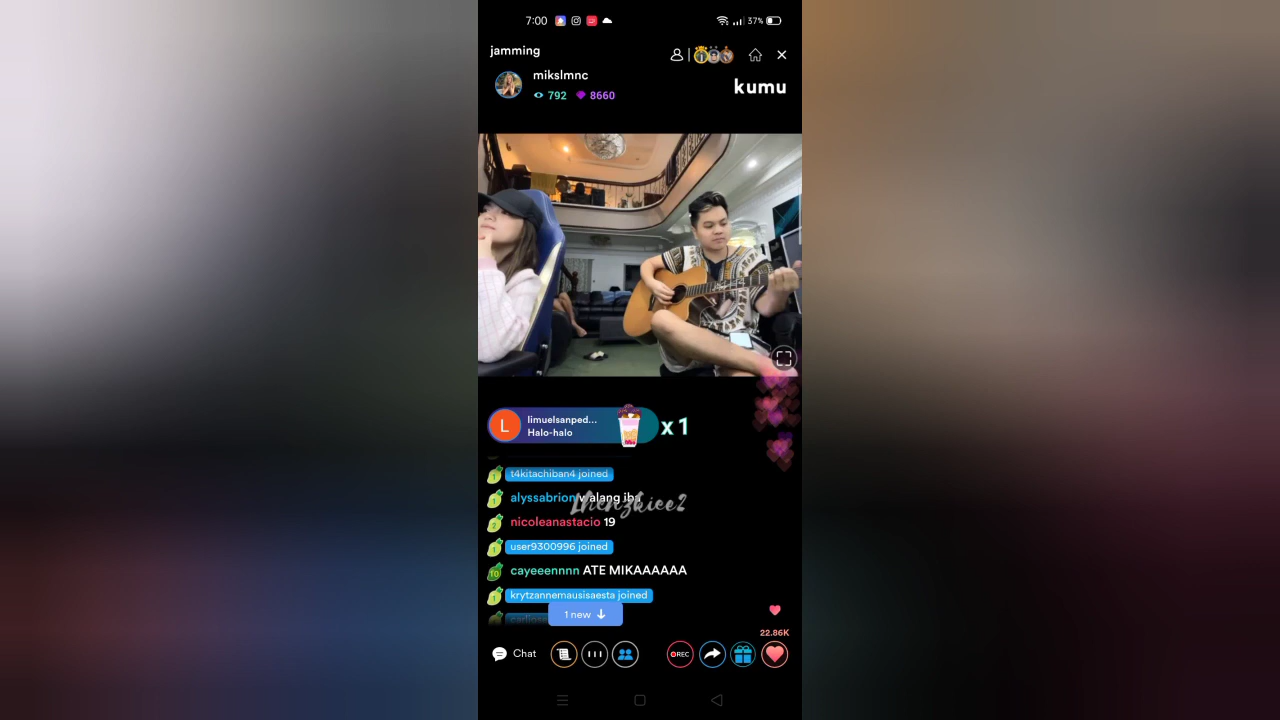 7:00
37%
jamming
mikslmnc
792 8660
kumu
L
limuelsanped...
Halo-halo
x 1
t4kitachiban4 joined
alyssabrion walang iba
Lhenzkiee2
nicoleanastacio 19
user9300996 joined
cayeeennnn ATE MIKAAAAAA
krytzannemausisaesta joined
1 new
22.86K
Chat
REC